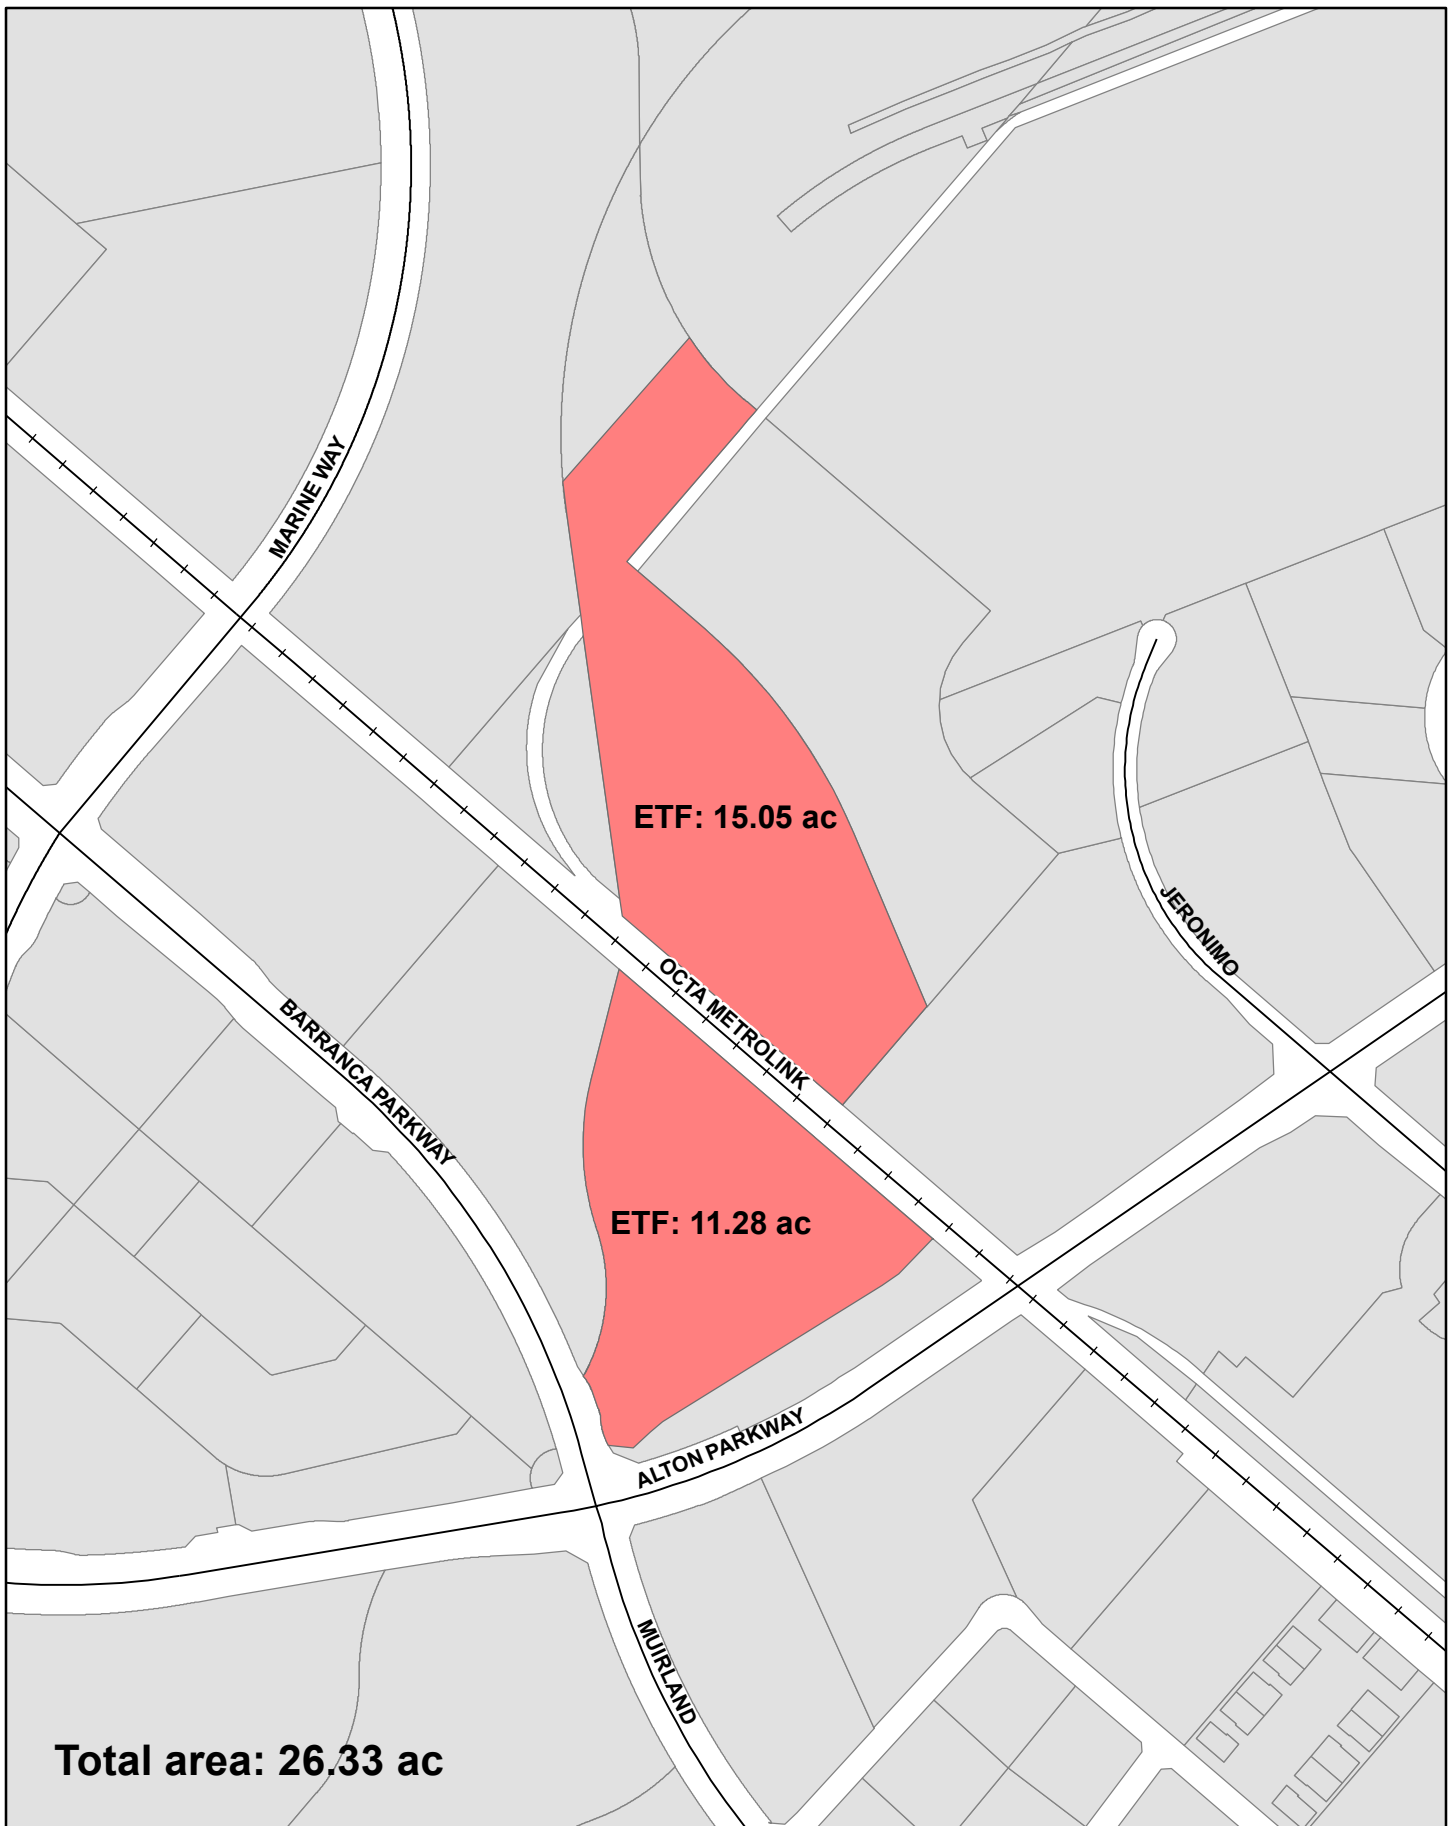 MARINE WAY
ETF: 15.05 ac
JERONIMO
OCTA METROLINK
BARRANCA PARKWAY
ETF: 11.28 ac
ALTON PARKWAY
MUIRLAND
Total area: 26.33 ac